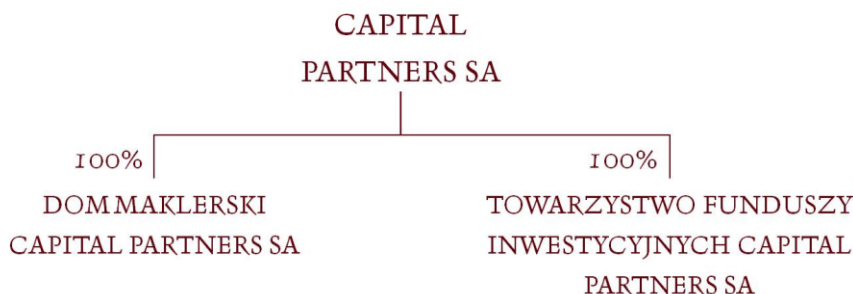 CAPITAL
PARTNERS SA
100%
100%
DOM MAKLERSKI
CAPITAL PARTNERS SA
TOWARZYSTWO FUNDUSZY
INWESTYCYJNYCH CAPITAL
PARTNERS SA